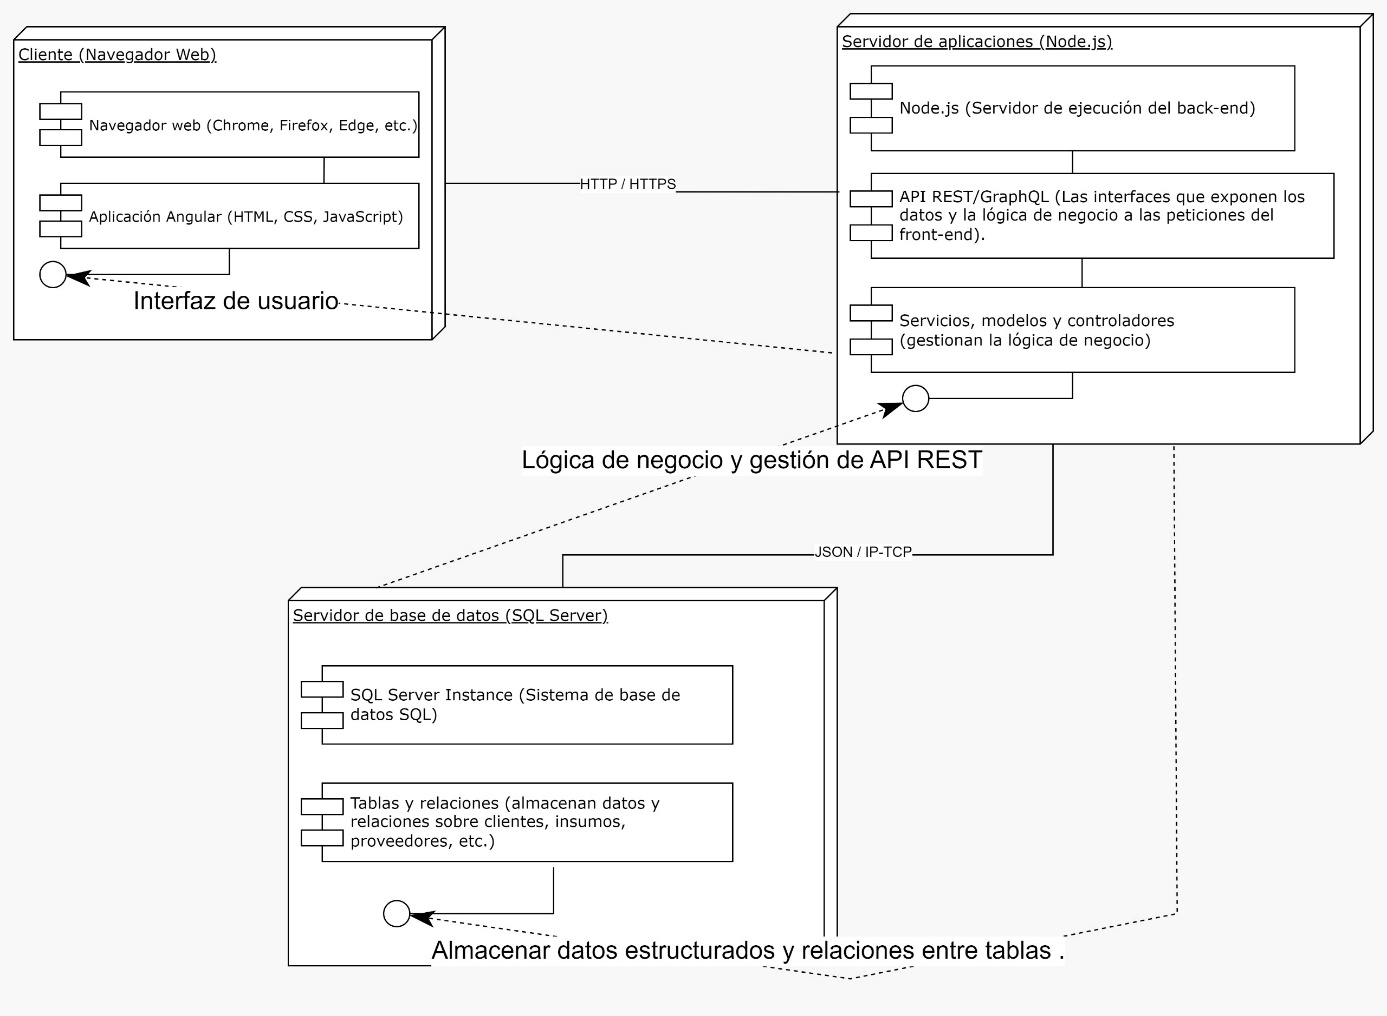 Cliente (Navegador Web)
Navegador web (Chrome, Firefox, Edge, etc.)
Aplicación Angular (HTML, CSS, JavaScript)
Interfaz de usuario
HTTP / HTTPS
Servidor de aplicaciones (Node.js)
Node.js (Servidor de ejecución del back-end)
API REST/GraphQL (Las interfaces que exponen los
datos y la lógica de negocio a las peticiones del
front-end).
Servicios, modelos y controladores
(gestionan la lógica de negocio)
Lógica de negocio y gestión de API REST
JSON / IP-TCP
Servidor de base de datos (SQL Server)
SQL Server Instance (Sistema de base de
datos SQL)
Tablas y relaciones (almacenan datos y
relaciones sobre clientes, insumos,
proveedores, etc.)
Almacenar datos estructurados y relaciones entre tablas .